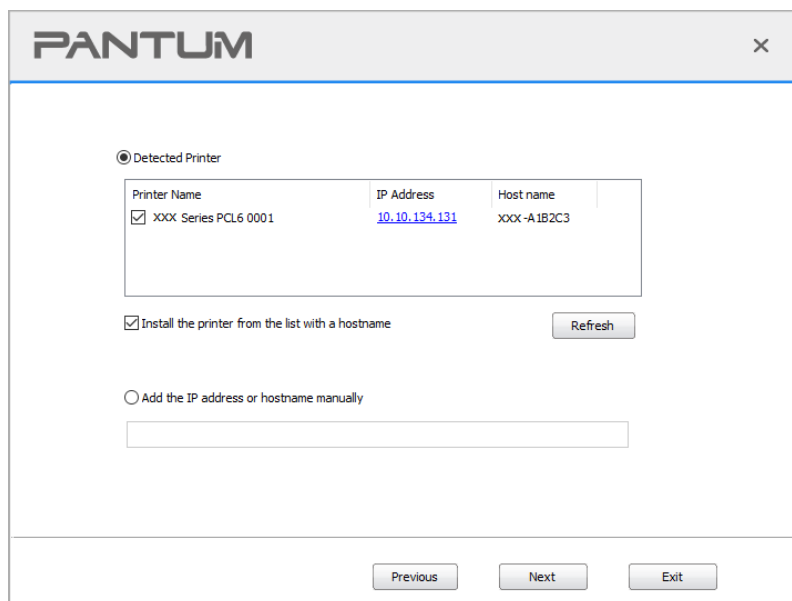 PANTUM
Detected Printer
Printer Name IP Address Host name
XXX Series PCL6 0001 10.10.134.131 XXX-A1B2C3
Install the printer from the list with a hostname
Refresh
Add the IP address or hostname manually
Previous Next Exit